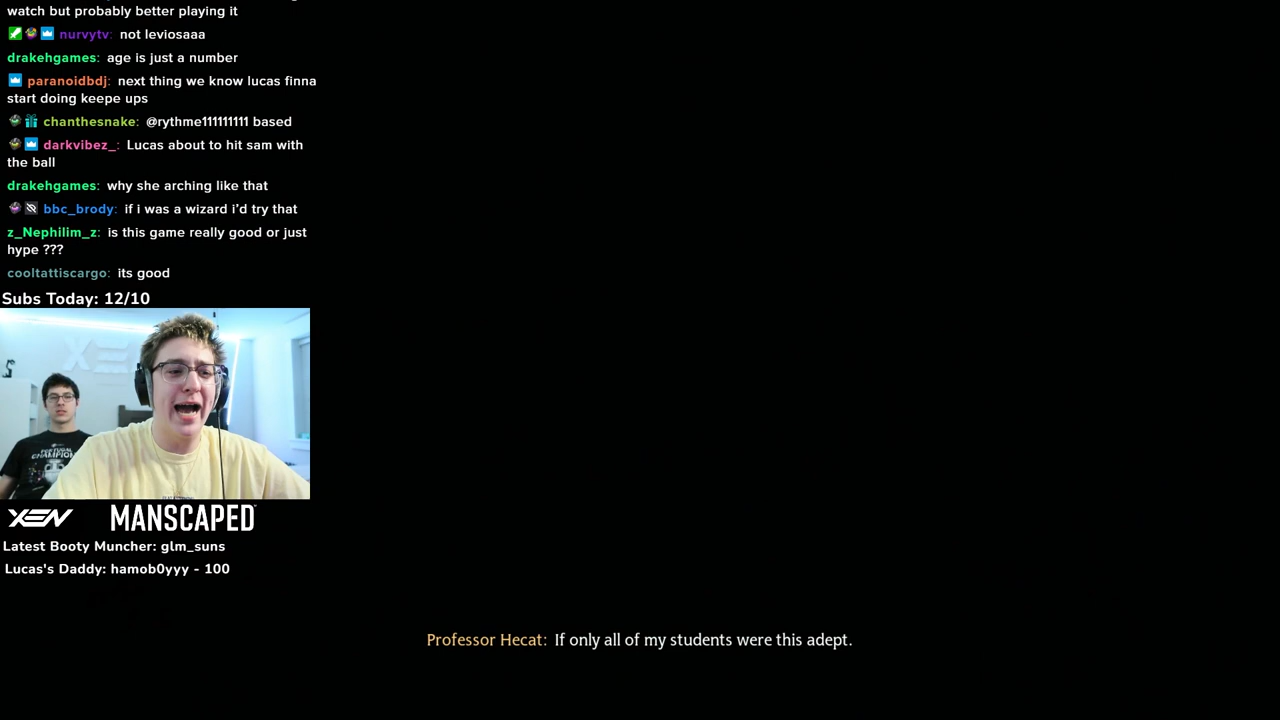 watch but probably better playing it
nurvytv: not leviosaaa
drakehgames: age is just a number
paranoidbdj: next thing we know lucas finna
start doing keepe ups
chanthesnake: @rythme111111111 based
darkvibez_: Lucas about to hit sam with
the ball
drakehgames: why she arching like that
bbc_brody: if i was a wizard i'd try that
z_Nephilim_z: is this game really good or just
hype ???
cooltattiscargo: its good
Subs Today: 12/10
XEN MANSCAPED
Latest Booty Muncher: glm_suns
Lucas's Daddy: hamob0yyy - 100
Professor Hecat: If only all of my students were this adept.